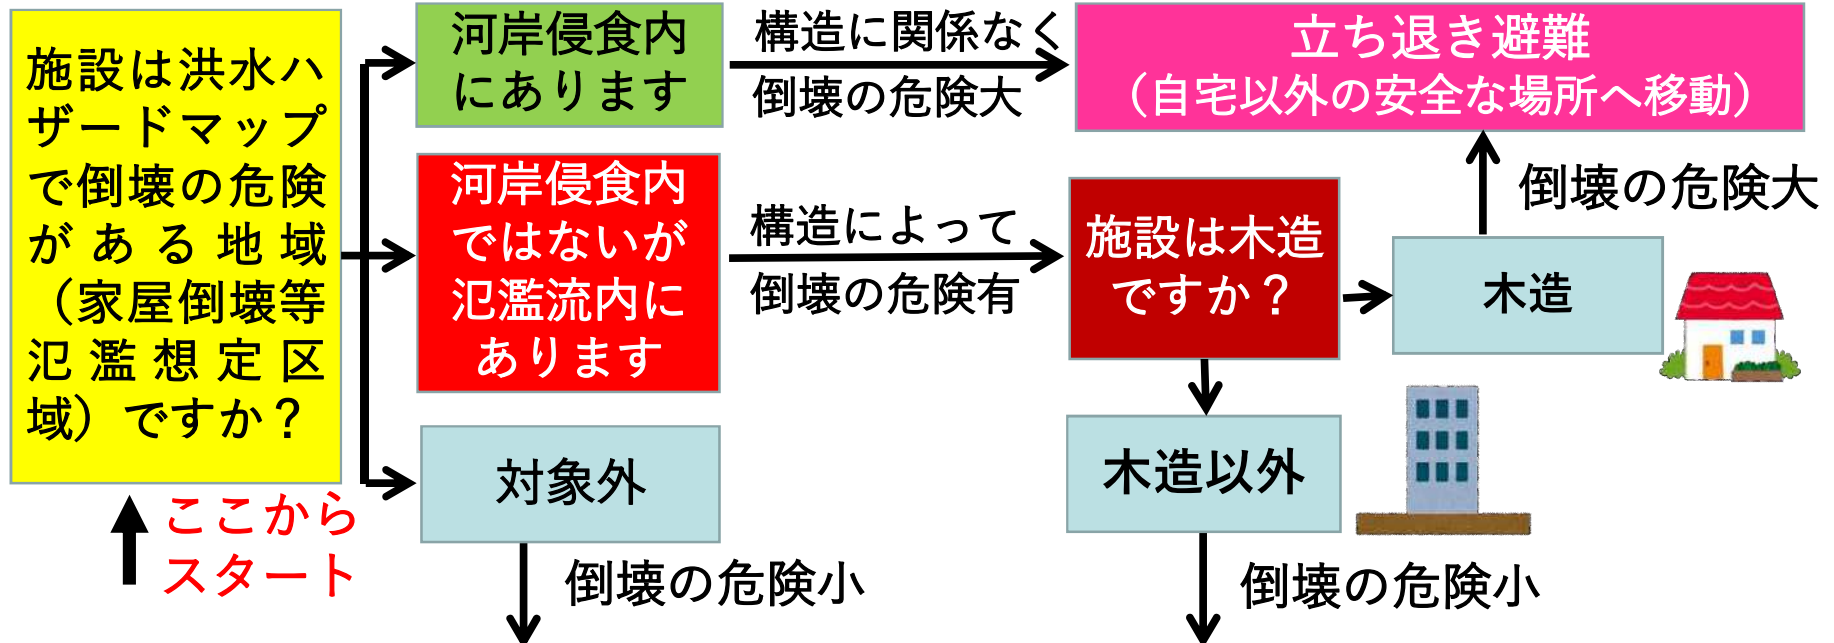 施設は洪水ハ
ザードマップ
で倒壊の危険
がある地域
（家屋倒壊等
氾濫想定区
域）ですか？
ここから
スタート
河岸侵食内
にあります
構造に関係なく
倒壊の危険大
立ち退き避難
（自宅以外の安全な場所へ移動）
河岸侵食内
ではないが
氾濫流内に
あります
構造によって
倒壊の危険有
施設は木造
ですか？
倒壊の危険大
木造
対象外
倒壊の危険小
木造以外
倒壊の危険小